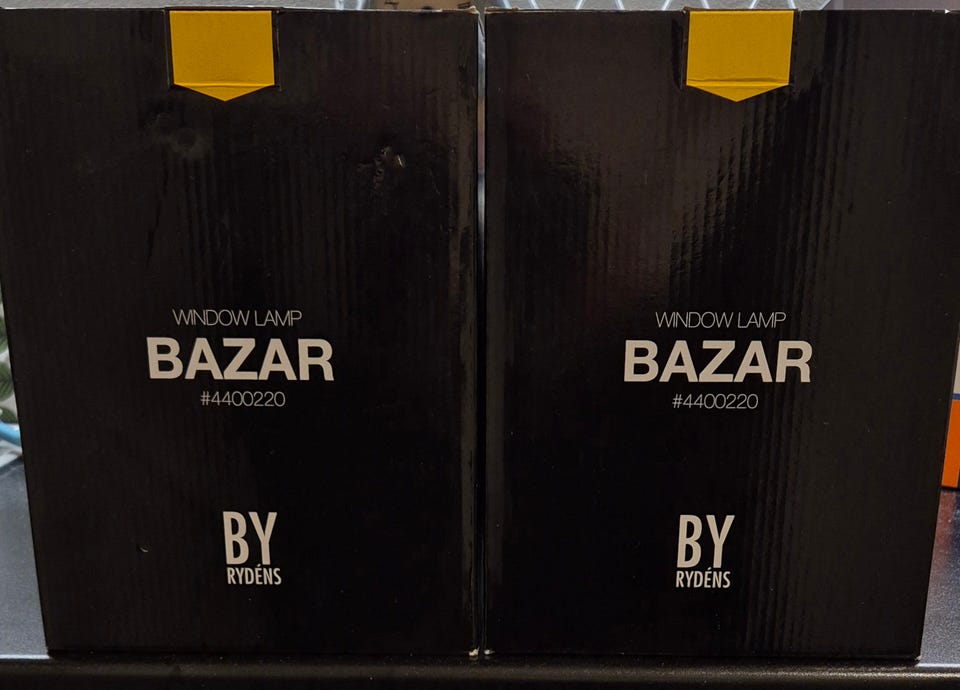 WINDOW LAMP
BAZAR
#4400220
BY
RYDÉNS
WINDOW LAMP
BAZAR
#4400220
BY
RYDÉNS